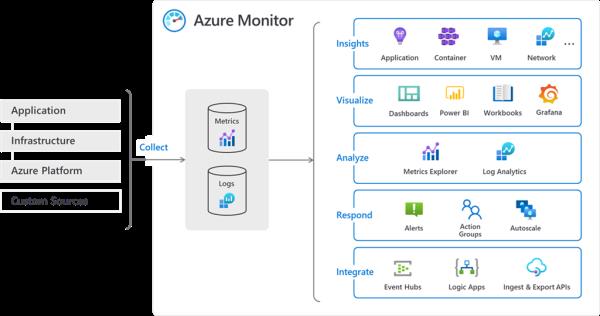 Azure Monitor
Application
Infrastructure
Azure Platform
Custom Sources
Collect
Metrics
Logs
Insights
Application
Container
VM
Network
...
Visualize
Dashboards
Power BI
Workbooks
Grafana
Analyze
Metrics Explorer
Log Analytics
Respond
Alerts
Action
Groups
Autoscale
Integrate
Event Hubs
Logic Apps
Ingest & Export APIs